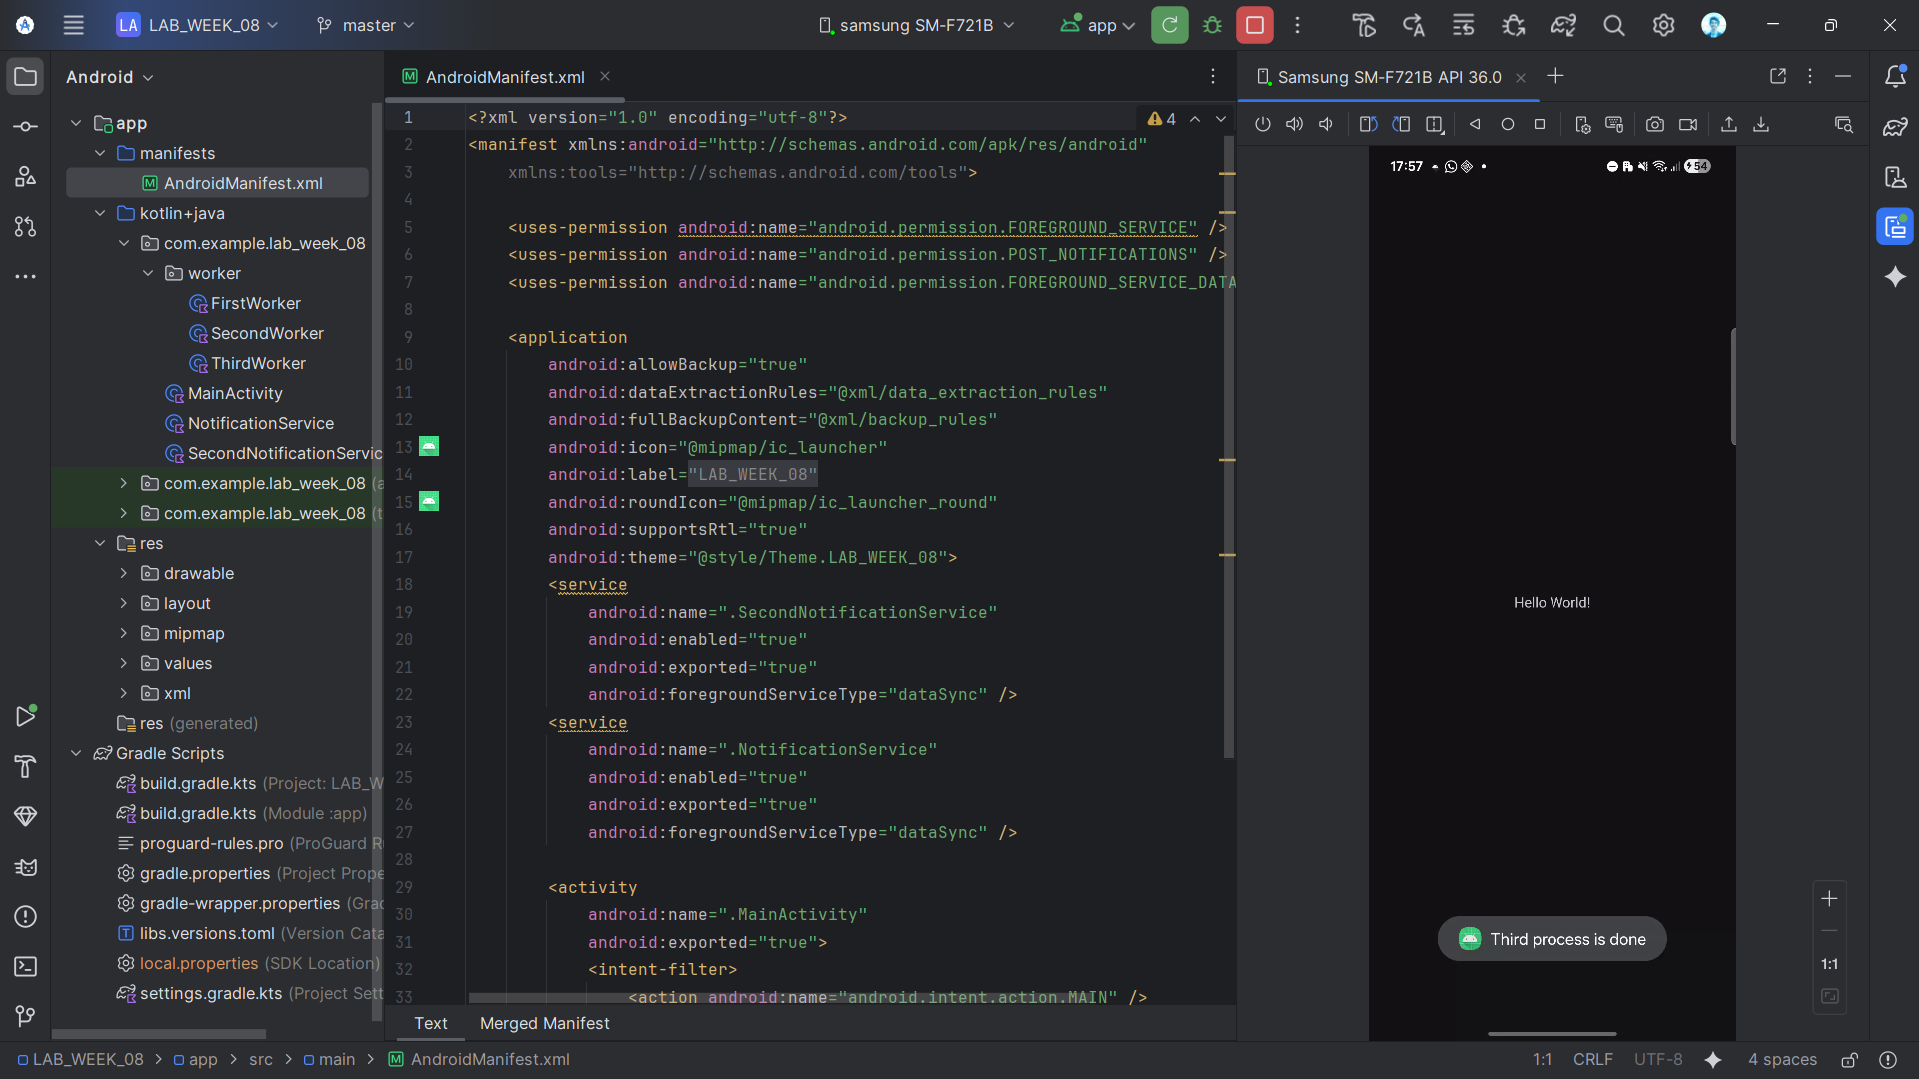 LA LAB_WEEK_08
master
samsung SM-F721B
app
Android
app
manifests
AndroidManifest.xml
kotlin+java
com.example.lab_week_08
worker
FirstWorker
SecondWorker
ThirdWorker
MainActivity
NotificationService
SecondNotificationServic
com.example.lab_week_08 (a
com.example.lab_week_08 (t
res
drawable
layout
mipmap
values
xml
res (generated)
Gradle Scripts
build.gradle.kts (Project: LAB_W
build.gradle.kts (Module :app)
proguard-rules.pro (ProGuard R
gradle.properties (Project Prope
gradle-wrapper.properties (Grad
libs.versions.toml (Version Cata
local.properties (SDK Location)
settings.gradle.kts (Project Sett
AndroidManifest.xml
4
1 <?xml version="1.0" encoding="utf-8"?>
2 <manifest xmlns:android="http://schemas.android.com/apk/res/android"
3 xmlns:tools="http://schemas.android.com/tools">
4
5 <uses-permission android:name="android.permission.FOREGROUND_SERVICE" />
6 <uses-permission android:name="android.permission.POST_NOTIFICATIONS" />
7 <uses-permission android:name="android.permission.FOREGROUND_SERVICE_DATA
8
9 <application
10 android:allowBackup="true"
11 android:dataExtractionRules="@xml/data_extraction_rules"
12 android:fullBackupContent="@xml/backup_rules"
13 android:icon="@mipmap/ic_launcher"
14 android:label="LAB_WEEK_08"
15 android:roundIcon="@mipmap/ic_launcher_round"
16 android:supportsRtl="true"
17 android:theme="@style/Theme.LAB_WEEK_08">
18 <service
19 android:name=".SecondNotificationService"
20 android:enabled="true"
21 android:exported="true"
22 android:foregroundServiceType="dataSync" />
23 <service
24 android:name=".NotificationService"
25 android:enabled="true"
26 android:exported="true"
27 android:foregroundServiceType="dataSync" />
28
29 <activity
30 android:name=".MainActivity"
31 android:exported="true">
32 <intent-filter>
33 <action android:name="android.intent.action.MAIN" />
Text Merged Manifest
Samsung SM-F721B API 36.0
17:57
54
Hello World!
Third process is done
1:1
LAB_WEEK_08 > app > src > main > AndroidManifest.xml
1:1 CRLF UTF-8 4 spaces